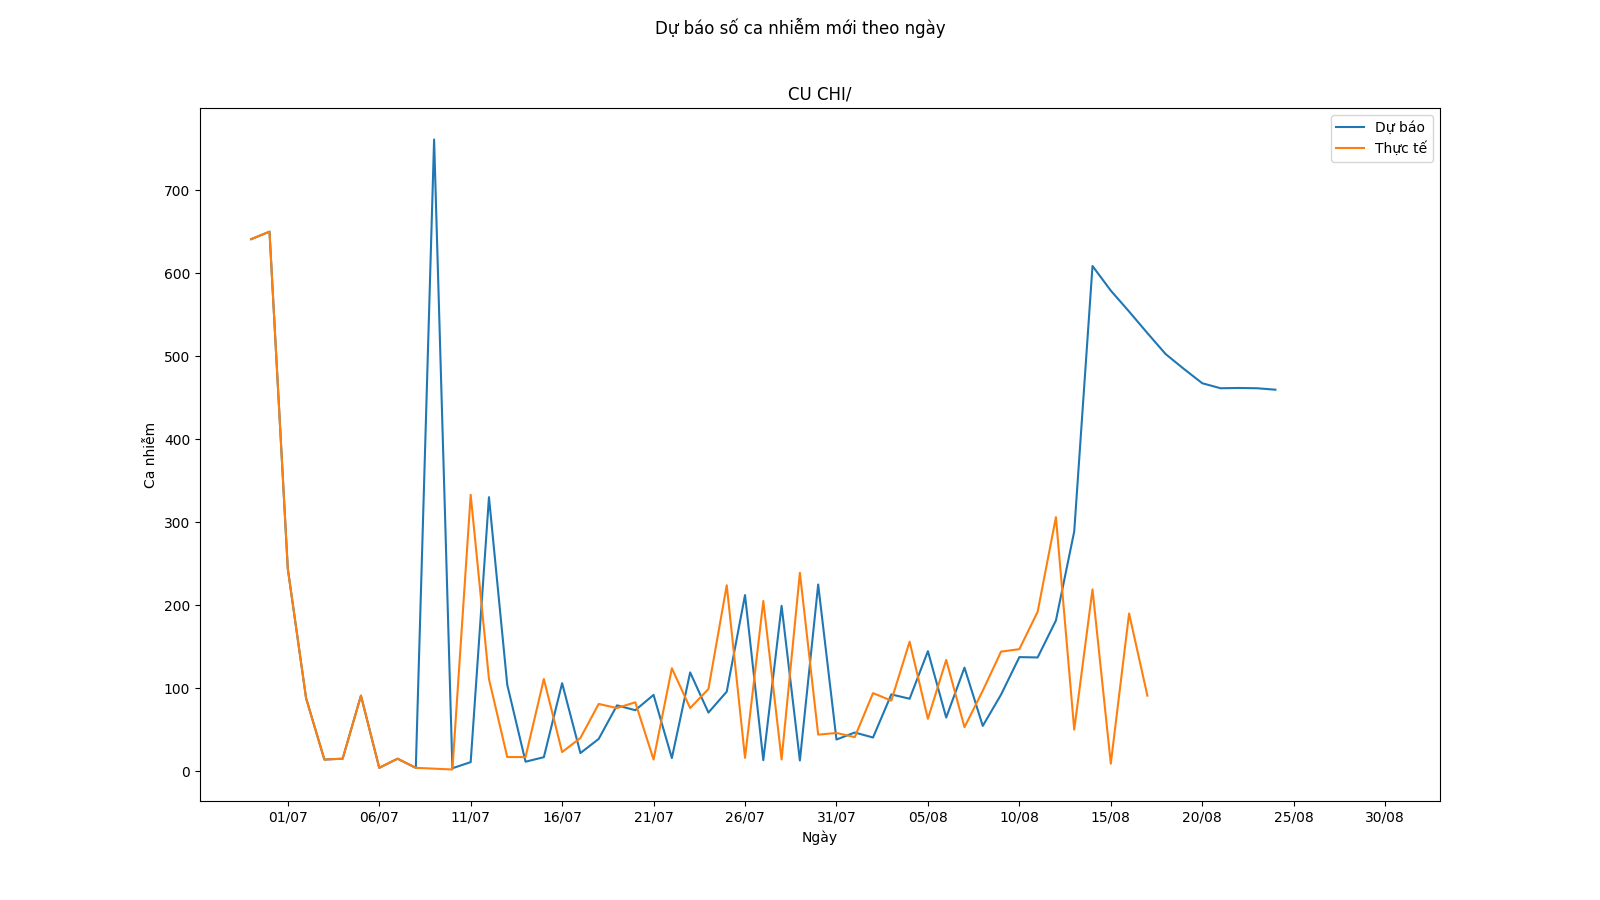 Dự báo số ca nhiễm mới theo ngày
CU CHI/
Dự báo
Thực tế
700
600
500
400
300
200
100
0
Ca nhiễm
01/07 06/07 11/07 16/07 21/07 26/07 31/07 05/08 10/08 15/08 20/08 25/08 30/08
Ngày